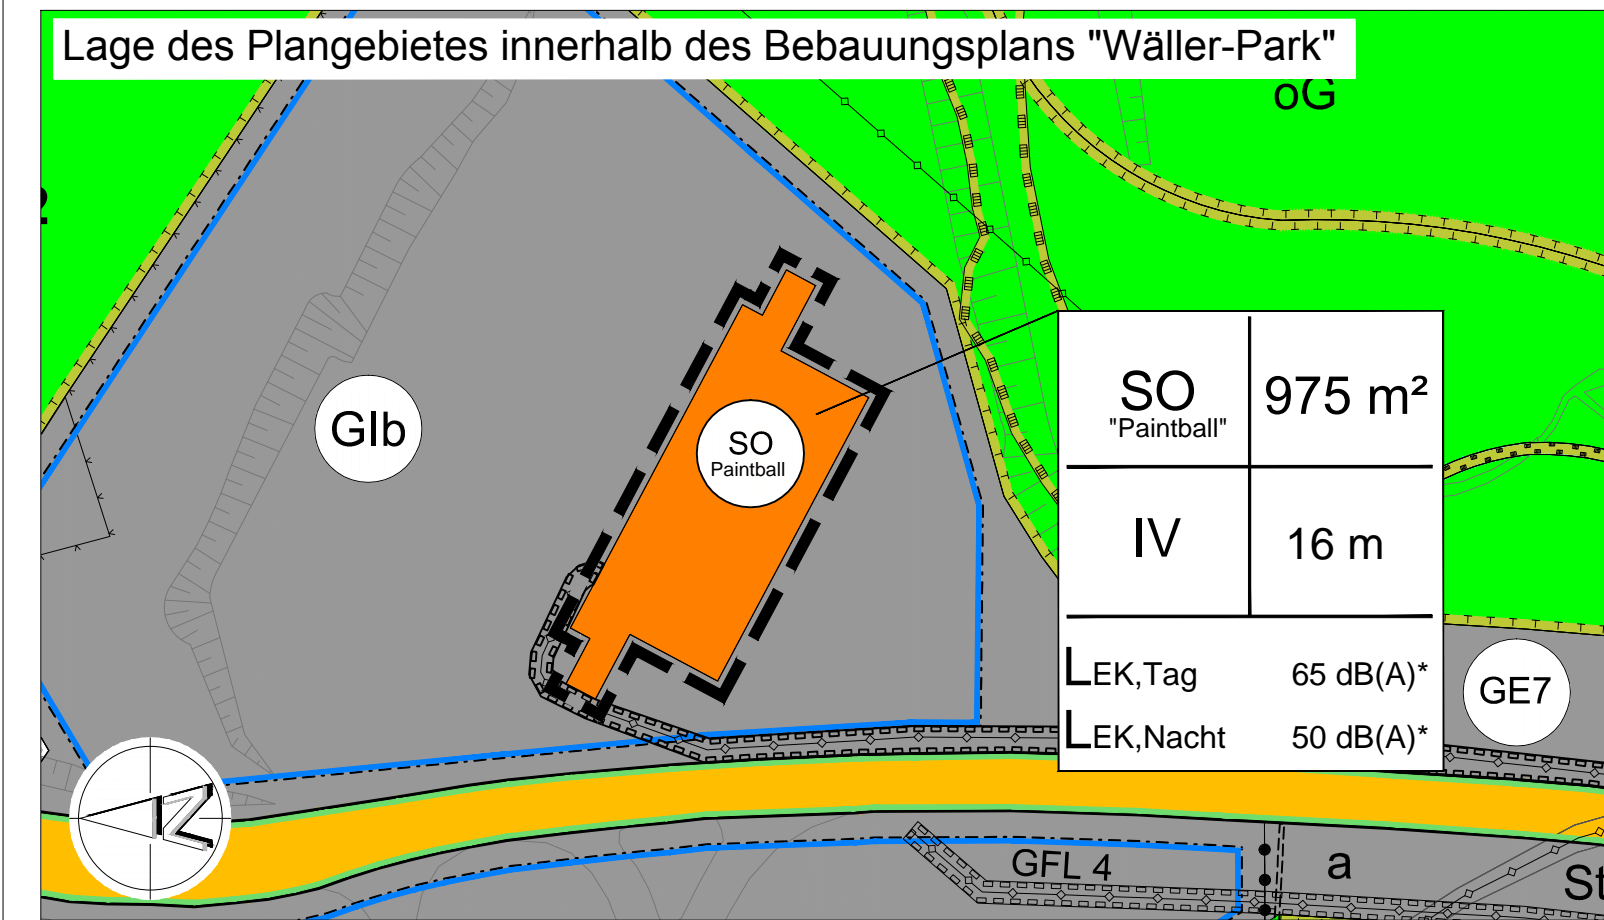 Lage des Plangebietes innerhalb des Bebauungsplans "Wäller-Park"
oG
GIb
SO
Paintball
SO 975 m²
"Paintball"
IV 16 m
LEK,Tag 65 dB(A)*
LEK,Nacht 50 dB(A)*
GE7
N
GFL 4
a
St